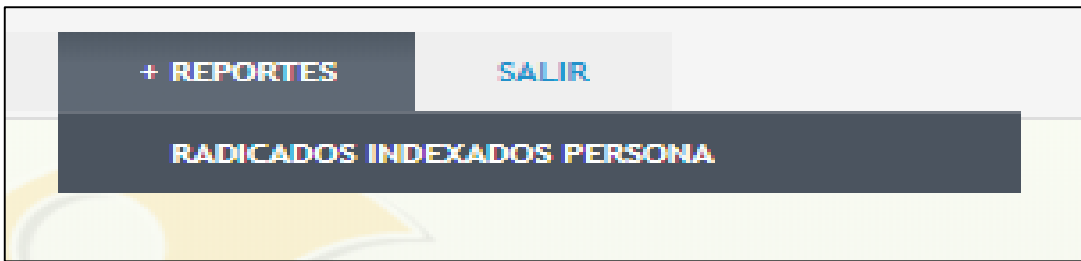 + REPORTES SALIR
RADICADOS INDEXADOS PERSONA